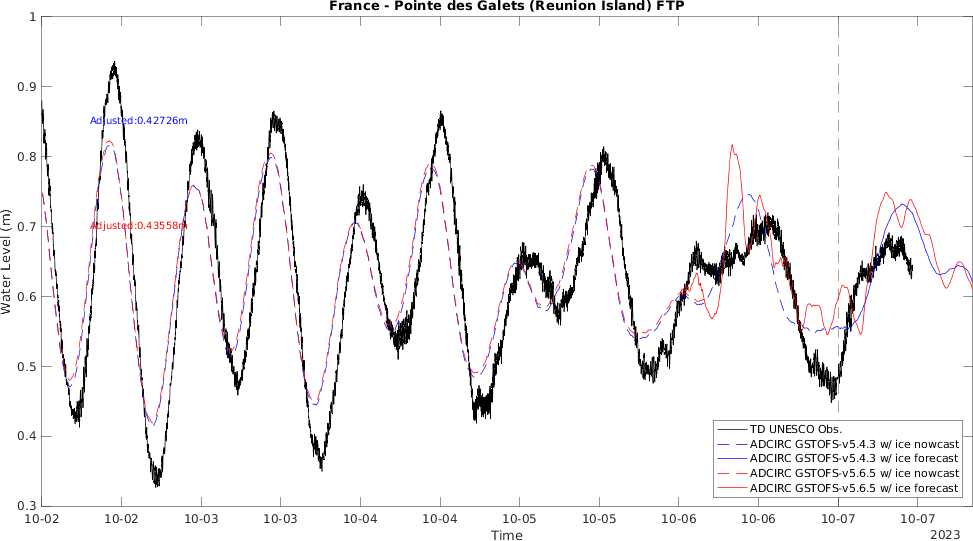 France - Pointe des Galets (Reunion Island) FTP
1
0.9
0.8
0.7
0.6
0.5
0.4
0.3
Water Level (m)
Adjusted:0.42726m
Adjusted:0.43558m
TD UNESCO Obs.
ADCIRC GSTOFS-v5.4.3 w/ ice nowcast
ADCIRC GSTOFS-v5.4.3 w/ ice forecast
ADCIRC GSTOFS-v5.6.5 w/ ice nowcast
ADCIRC GSTOFS-v5.6.5 w/ ice forecast
10-02 10-02 10-03 10-03 10-04 10-04 10-05 10-05 10-06 10-06 10-07 10-07
Time
2023